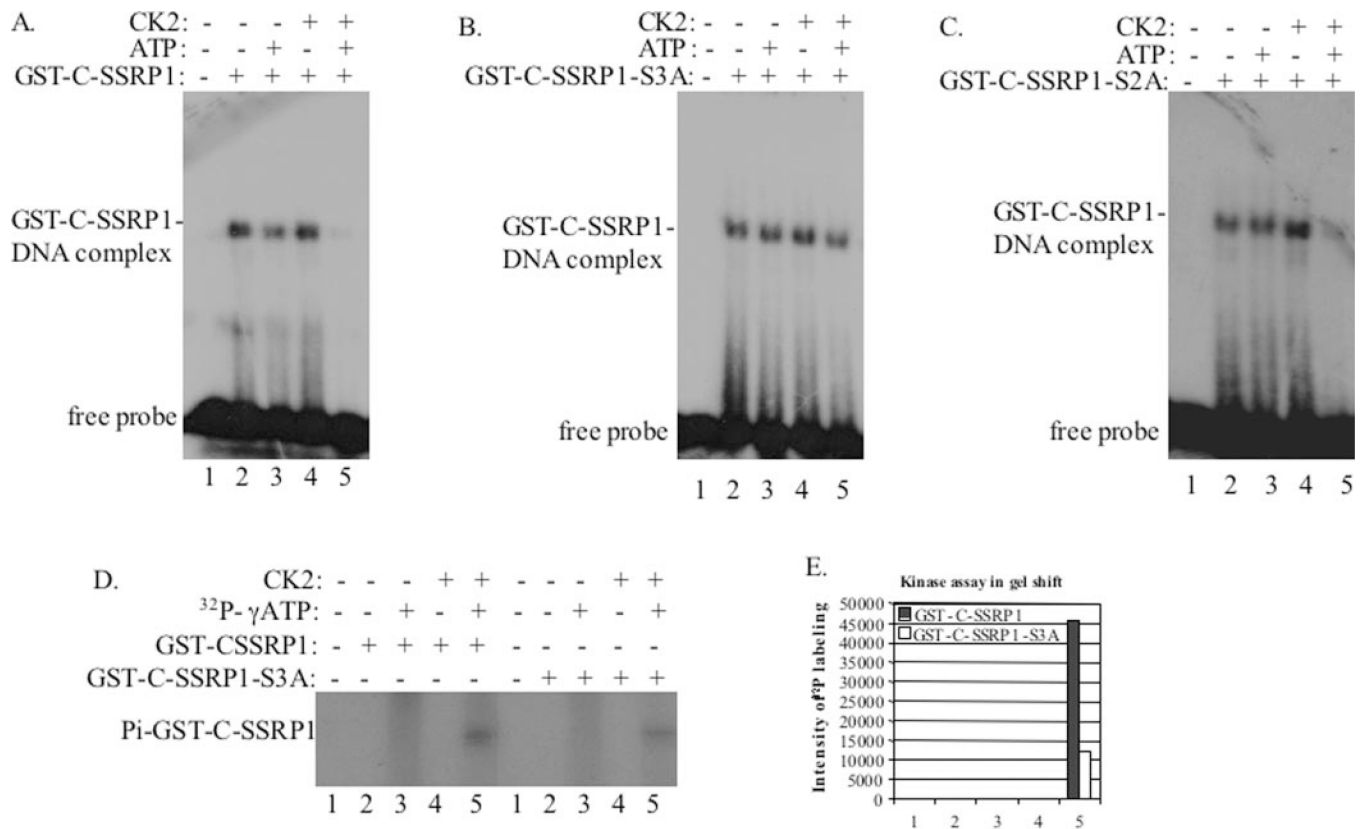 A.
CK2: - - - + +
ATP: - - + - +
GST-C-SSRP1: - + + + +
GST-C-SSRP1-
DNA complex
free probe
1 2 3 4 5
B.
CK2: - - - + +
ATP: - - + - +
GST-C-SSRP1-S3A: - + + + +
GST-C-SSRP1-
DNA complex
free probe
1 2 3 4 5
C.
CK2: - - - + +
ATP: - - + - +
GST-C-SSRP1-S2A: - + + + +
GST-C-SSRP1-
DNA complex
free probe
1 2 3 4 5
D.
CK2: - - - + + - - - + +
³²P-γATP: - - + - + - - + - +
GST-CSSRP1: - + + + + - - - - -
GST-C-SSRP1-S3A: - - - - - - + + + +
Pi-GST-C-SSRP1
1 2 3 4 5 1 2 3 4 5
E.
Kinase assay in gel shift
Intensity of ³²P labeling
50000
45000
40000
35000
30000
25000
20000
15000
10000
5000
0
GST-C-SSRP1
GST-C-SSRP1-S3A
1 2 3 4 5